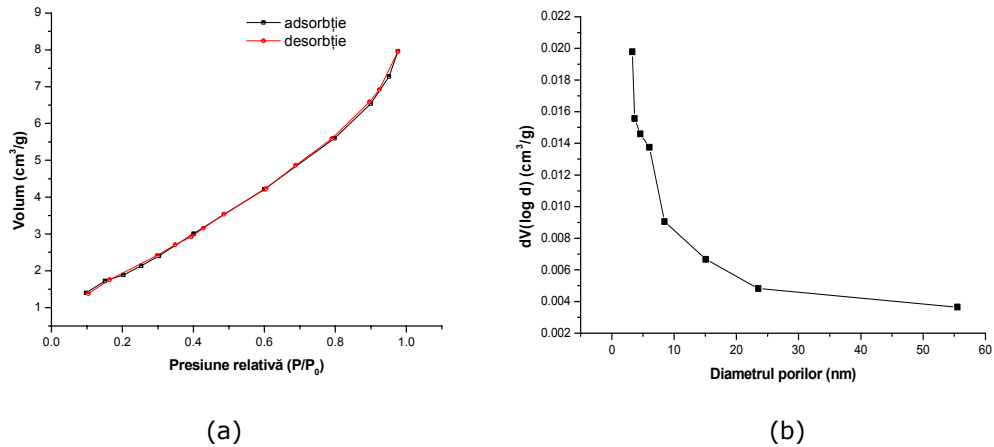 adsorbție
desorbție
Volum (cm³/g)
9
8
7
6
5
4
3
2
1
0.0 0.2 0.4 0.6 0.8 1.0
Presiune relativă (P/P₀)
(a)
dV(log d) (cm³/g)
0.022
0.020
0.018
0.016
0.014
0.012
0.010
0.008
0.006
0.004
0.002
0 10 20 30 40 50 60
Diametrul porilor (nm)
(b)